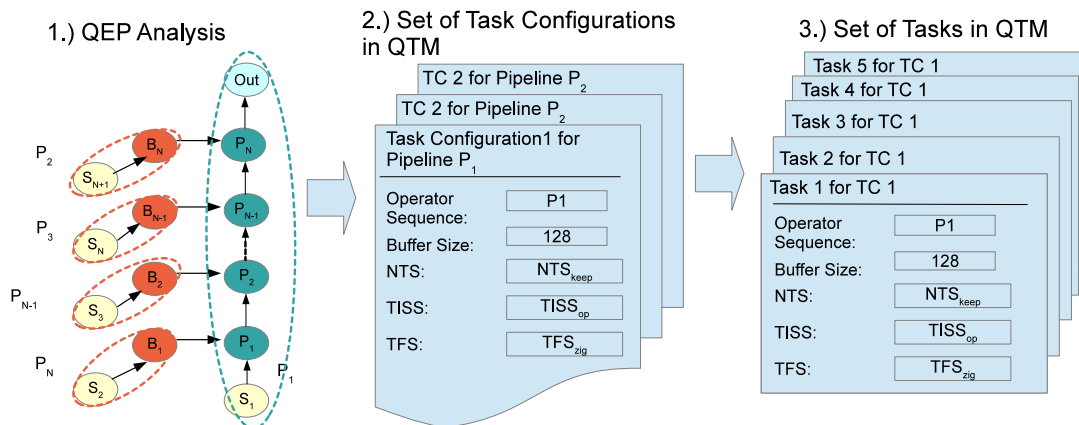 1.) QEP Analysis
Out
P2
BN
PN
SN+1
P3
BN-1
PN-1
SN
PN-1
B2
P2
S3
PN
B1
P1
S2
P1
S1
2.) Set of Task Configurations
in QTM
TC 2 for Pipeline P2
TC 2 for Pipeline P2
Task Configuration1 for
Pipeline P1
Operator
Sequence:
P1
Buffer Size:
128
NTS:
NTSkeep
TISS:
TISSop
TFS:
TFSzig
3.) Set of Tasks in QTM
Task 5 for TC 1
Task 4 for TC 1
Task 3 for TC 1
Task 2 for TC 1
Task 1 for TC 1
Operator
Sequence:
P1
Buffer Size:
128
NTS:
NTSkeep
TISS:
TISSop
TFS:
TFSzig